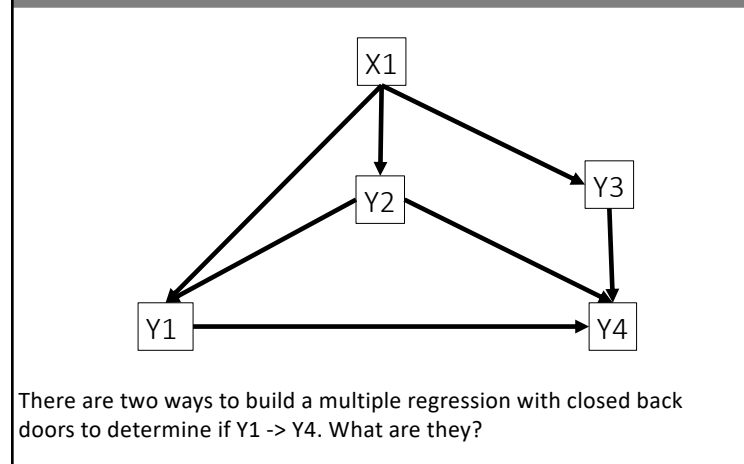 X1
Y3
Y2
Y1
Y4
There are two ways to build a multiple regression with closed back
doors to determine if Y1 -> Y4. What are they?